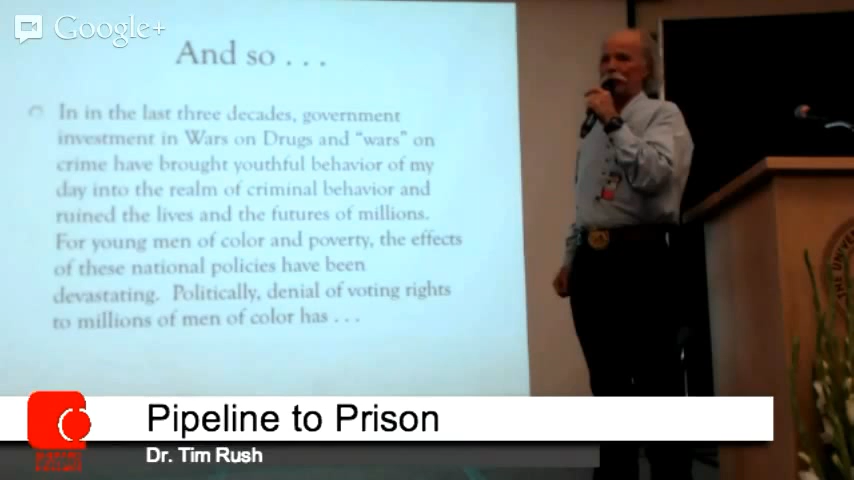 Google+
And so . . .
In in the last three decades, government
investment in Wars on Drugs and “wars” on
crime have brought youthful behavior of my
day into the realm of criminal behavior and
ruined the lives and the futures of millions.
For young men of color and poverty, the effects
of these national policies have been
devastating. Politically, denial of voting rights
to millions of men of color has . . .
THE UNIVER
Pipeline to Prison
Dr. Tim Rush